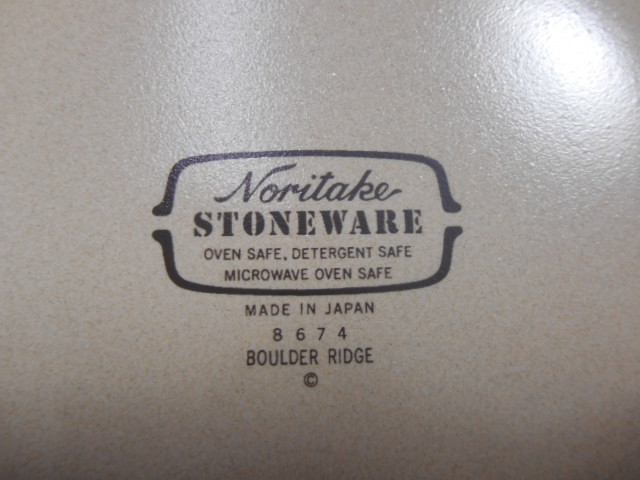 Noritake
STONEWARE
OVEN SAFE, DETERGENT SAFE
MICROWAVE OVEN SAFE
MADE IN JAPAN
8674
BOULDER RIDGE
©